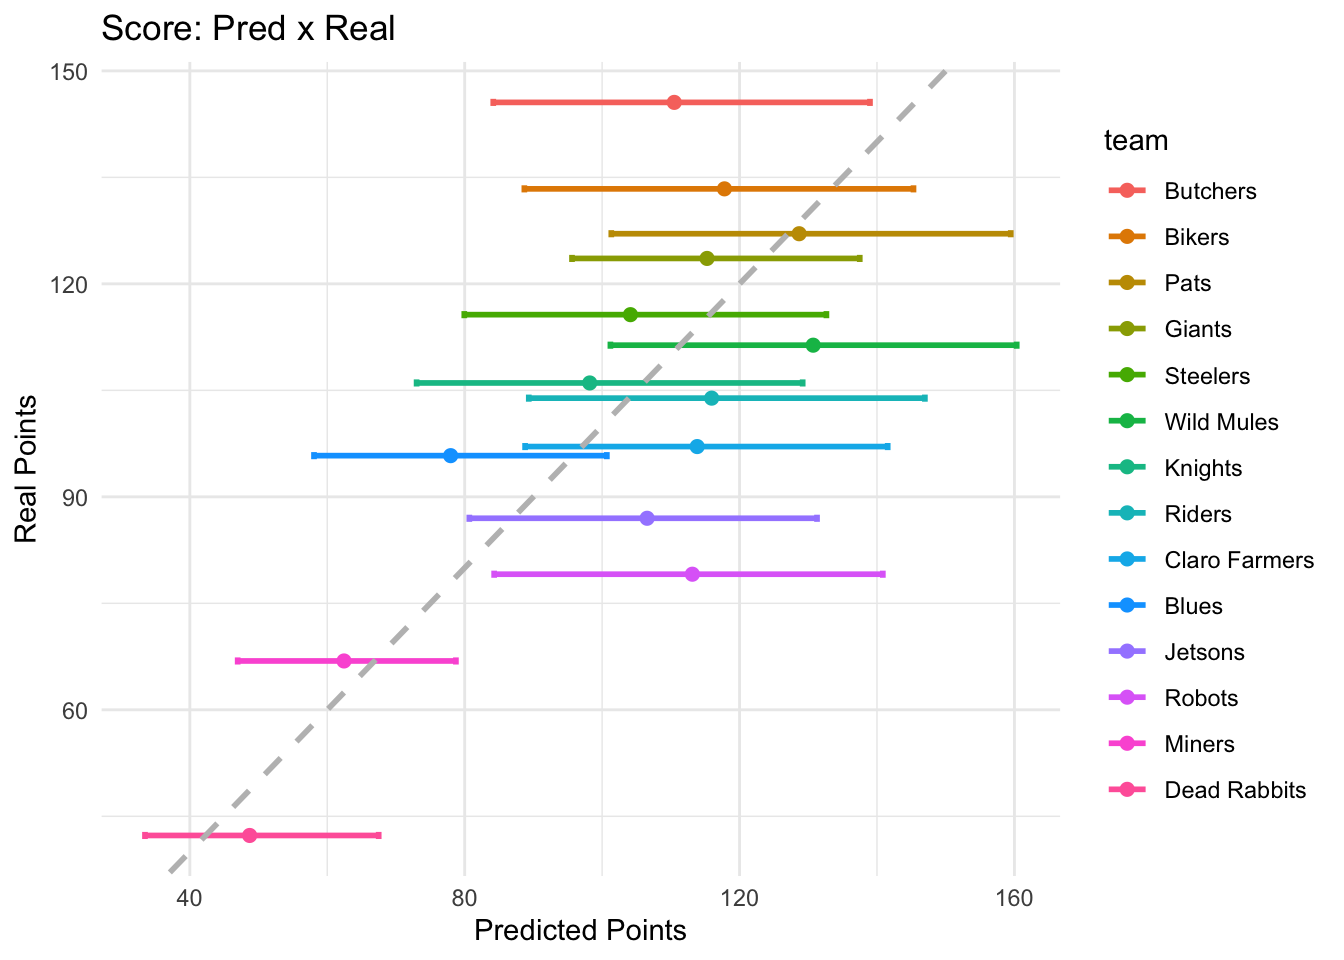 Score: Pred x Real
150
120
90
60
Real Points
40
80
120
160
Predicted Points
team
Butchers
Bikers
Pats
Giants
Steelers
Wild Mules
Knights
Riders
Claro Farmers
Blues
Jetsons
Robots
Miners
Dead Rabbits